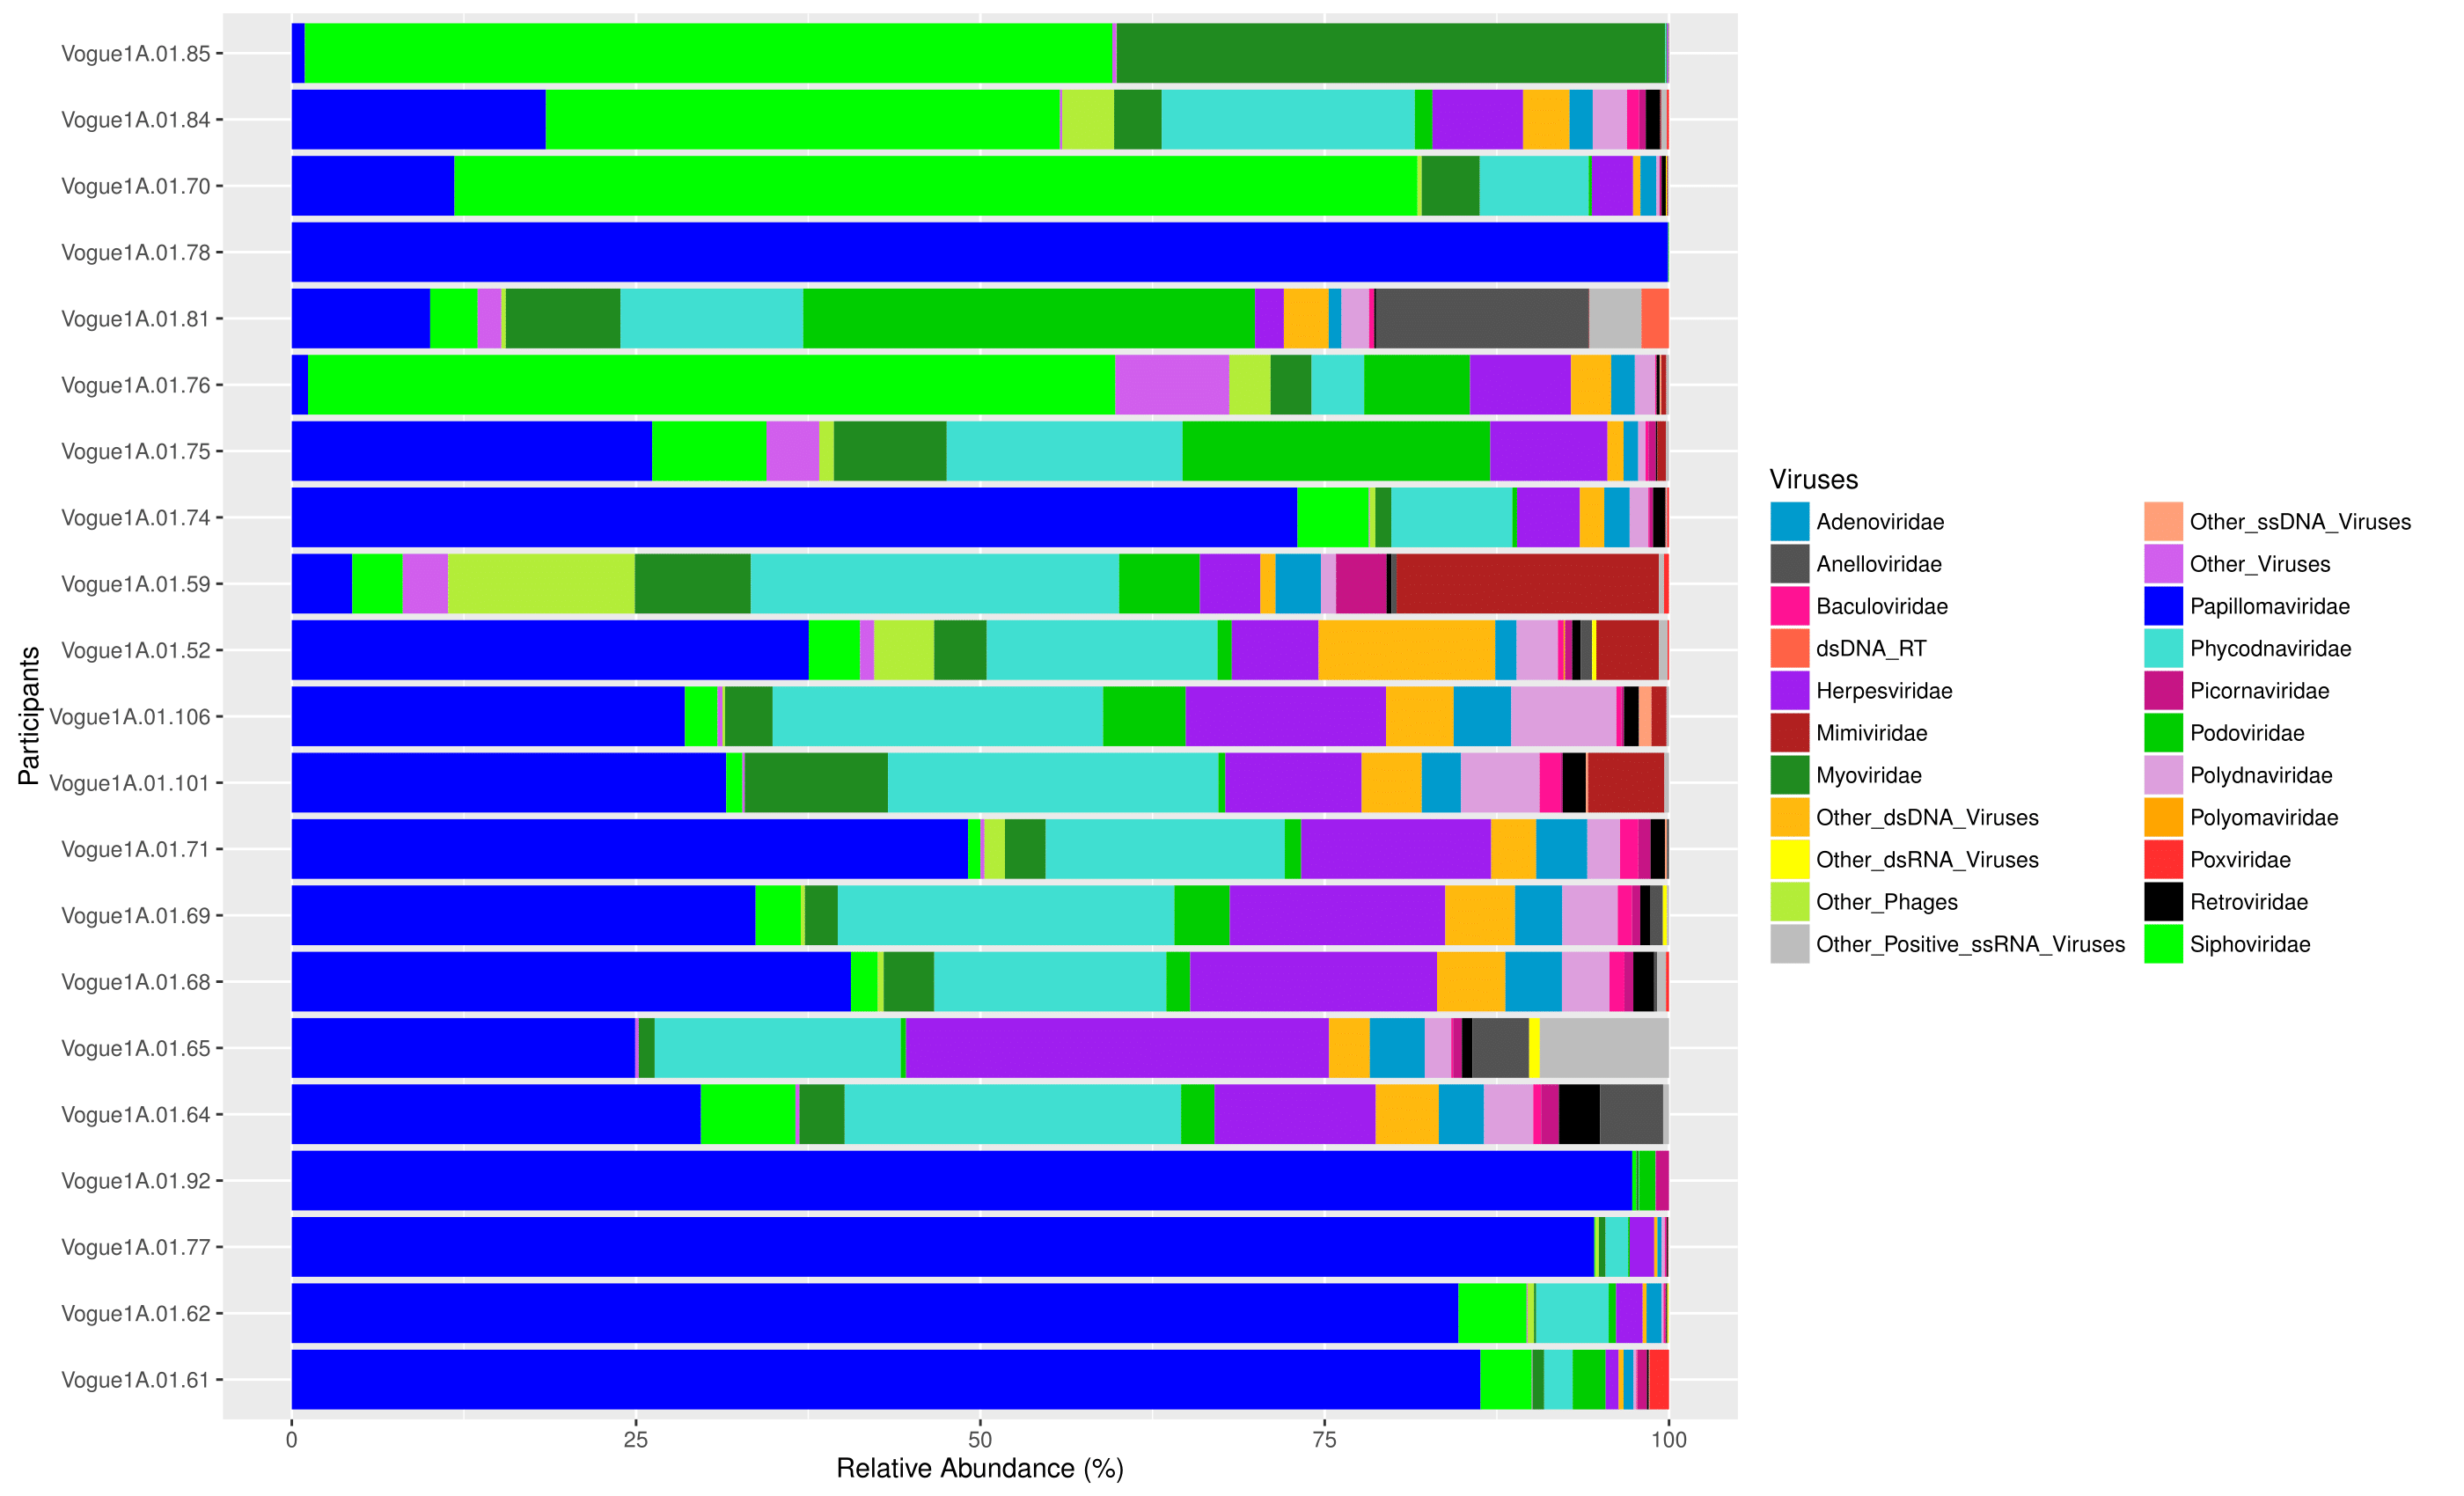 Participants
Vogue1A.01.85
Vogue1A.01.84
Vogue1A.01.70
Vogue1A.01.78
Vogue1A.01.81
Vogue1A.01.76
Vogue1A.01.75
Vogue1A.01.74
Vogue1A.01.59
Vogue1A.01.52
Vogue1A.01.106
Vogue1A.01.101
Vogue1A.01.71
Vogue1A.01.69
Vogue1A.01.68
Vogue1A.01.65
Vogue1A.01.64
Vogue1A.01.92
Vogue1A.01.77
Vogue1A.01.62
Vogue1A.01.61
0 25 50 75 100
Relative Abundance (%)
Viruses
Adenoviridae
Anelloviridae
Baculoviridae
dsDNA_RT
Herpesviridae
Mimiviridae
Myoviridae
Other_dsDNA_Viruses
Other_dsRNA_Viruses
Other_Phages
Other_Positive_ssRNA_Viruses
Other_ssDNA_Viruses
Other_Viruses
Papillomaviridae
Phycodnaviridae
Picornaviridae
Podoviridae
Polydnaviridae
Polyomaviridae
Poxviridae
Retroviridae
Siphoviridae